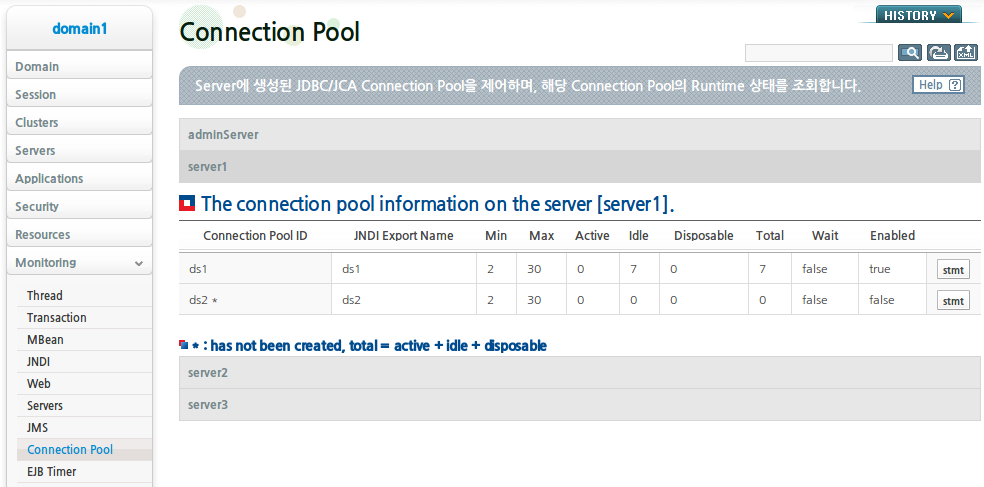 domain1
Domain
Session
Clusters
Servers
Applications
Security
Resources
Monitoring
Thread
Transaction
MBean
JNDI
Web
Servers
JMS
Connection Pool
EJB Timer
Connection Pool
HISTORY
XML
Server에 생성된 JDBC/JCA Connection Pool을 제어하며, 해당 Connection Pool의 Runtime 상태를 조회합니다.
Help ?
adminServer
server1
The connection pool information on the server [server1].
Connection Pool ID JNDI Export Name Min Max Active Idle Disposable Total Wait Enabled
ds1 ds1 2 30 0 7 0 7 false true stmt
ds2 * ds2 2 30 0 0 0 0 false false stmt
* : has not been created, total = active + idle + disposable
server2
server3